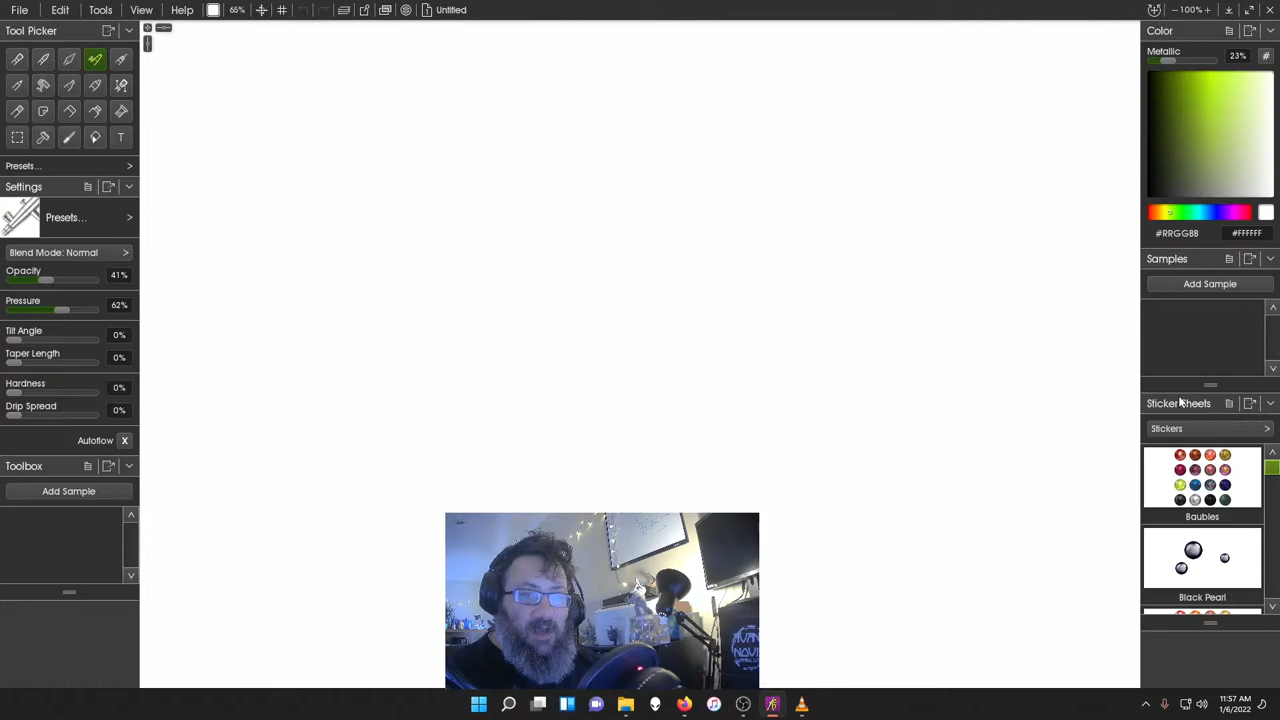 File Edit Tools View Help 65% Untitled 100% +
Tool Picker
Presets...
Settings
Presets...
Blend Mode: Normal
Opacity 41%
Pressure 62%
Tilt Angle 0%
Taper Length 0%
Hardness 0%
Drip Spread 0%
Autoflow X
Toolbox
Add Sample
Color
Metallic 23% #
#RRGGBB #FFFFFF
Samples
Add Sample
Sticker Sheets
Stickers
Baubles
Black Pearl
T
11:57 AM
1/6/2022